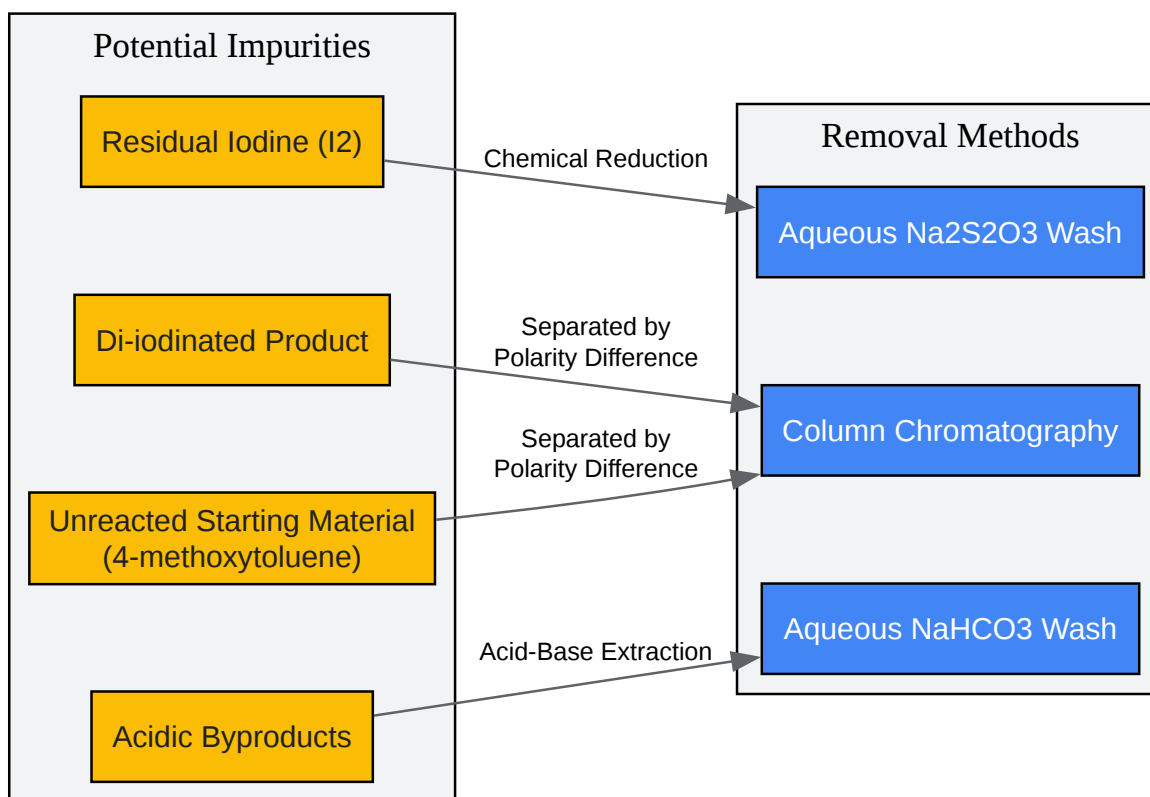 Potential Impurities
Residual Iodine (I2)
Di-iodinated Product
Unreacted Starting Material
(4-methoxytoluene)
Acidic Byproducts
Chemical Reduction
Separated by
Polarity Difference
Separated by
Polarity Difference
Acid-Base Extraction
Removal Methods
Aqueous Na2S2O3 Wash
Column Chromatography
Aqueous NaHCO3 Wash